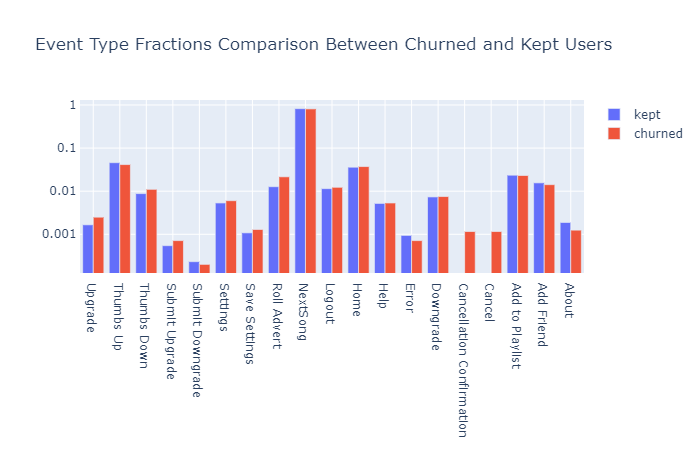 Event Type Fractions Comparison Between Churned and Kept Users
1
0.1
0.01
0.001
kept
churned
Upgrade
Thumbs Up
Thumbs Down
Submit Upgrade
Submit Downgrade
Settings
Save Settings
Roll Advert
NextSong
Logout
Home
Help
Error
Downgrade
Cancellation Confirmation
Cancel
Add to Playlist
Add Friend
About